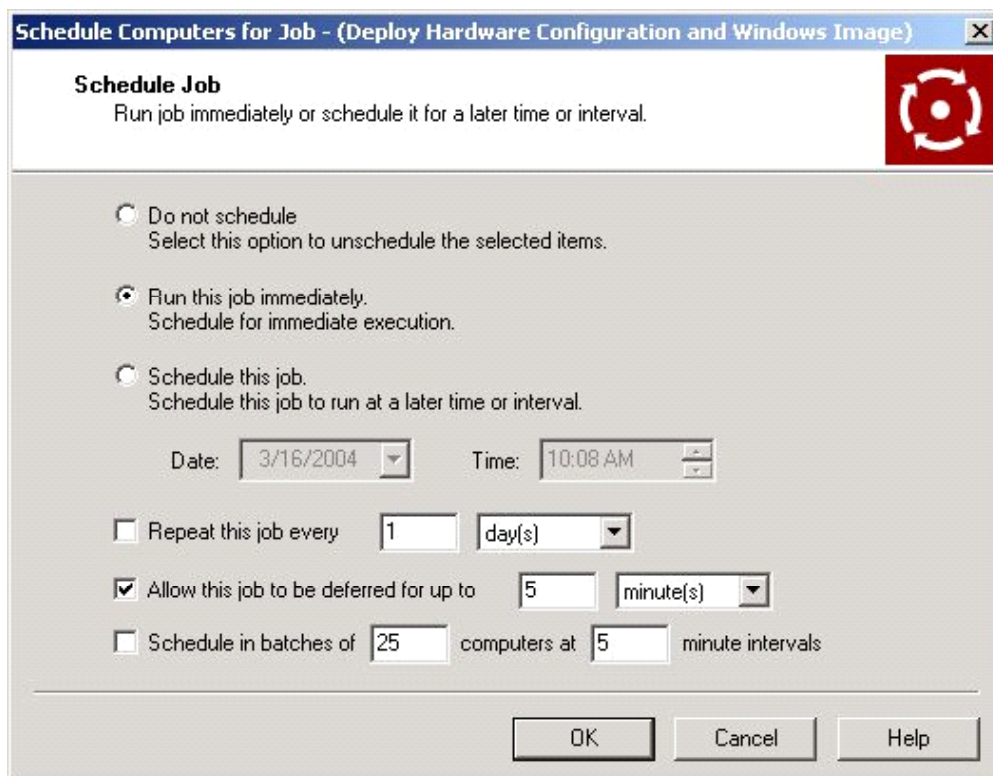 Schedule Computers for Job - (Deploy Hardware Configuration and Windows Image)
Schedule Job
Run job immediately or schedule it for a later time or interval.
Do not schedule
Select this option to unschedule the selected items.
Run this job immediately.
Schedule for immediate execution.
Schedule this job.
Schedule this job to run at a later time or interval.
Date: 3/16/2004 Time: 10:08 AM
Repeat this job every 1 day(s)
Allow this job to be deferred for up to 5 minute(s)
Schedule in batches of 25 computers at 5 minute intervals
OK Cancel Help